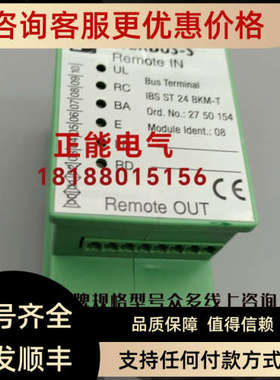 咨询客服更优惠价格
Remote IN
UL
RC
BA
E
RD
Bus Terminal
IBS ST 24 BKM-T
Ord. No.: 27 50 154
Module Ident.: 08
正能电气
18188015156
CE
Remote OUT
牌规格型号众多线上咨询
号齐全
品质保障 值得信赖
发顺丰
支持任何付款方式